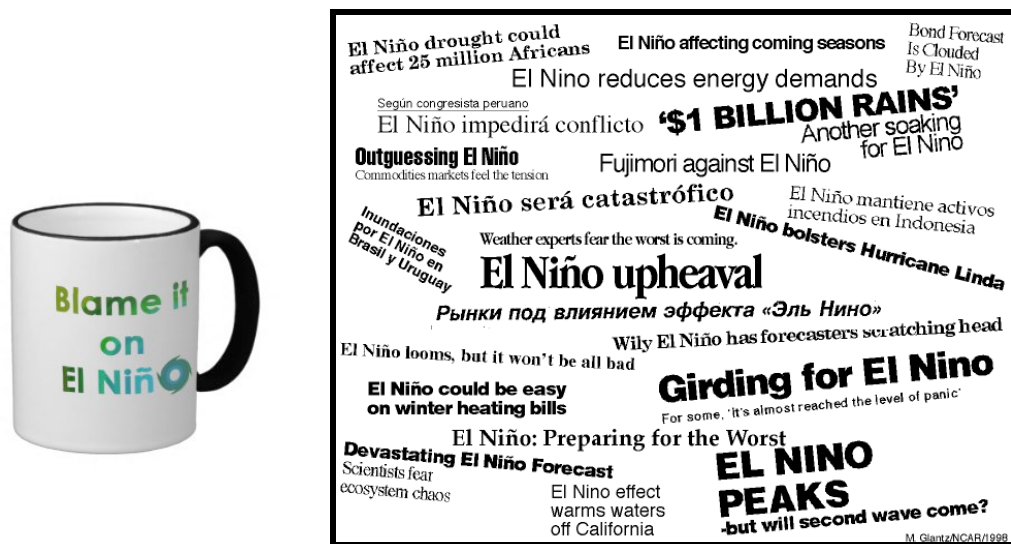 Blame it
on
El Niño
El Niño drought could
affect 25 million Africans
El Niño affecting coming seasons
Bond Forecast
Is Clouded
By El Niño
El Nino reduces energy demands
Según congresista peruano
El Niño impedirá conflicto
‘$1 BILLION RAINS’
Another soaking
for El Nino
Outguessing El Niño
Commodities markets feel the tension
Fujimori against El Niño
El Niño será catastrófico
El Niño mantiene activos
incendios en Indonesia
Inundaciones
por El Niño en
Brasil y Uruguay
Weather experts fear the worst is coming.
El Niño upheaval
El Niño bolsters Hurricane Linda
Рынки под влиянием эффекта «Эль Нино»
Wily El Niño has forecasters scratching head
El Niño looms, but it won’t be all bad
El Niño could be easy
on winter heating bills
Girding for El Nino
For some, ‘it’s almost reached the level of panic’
El Niño: Preparing for the Worst
Devastating El Niño Forecast
Scientists fear
ecosystem chaos
El Nino effect
warms waters
off California
EL NINO
PEAKS
-but will second wave come?
M. Glantz/NCAR/1998